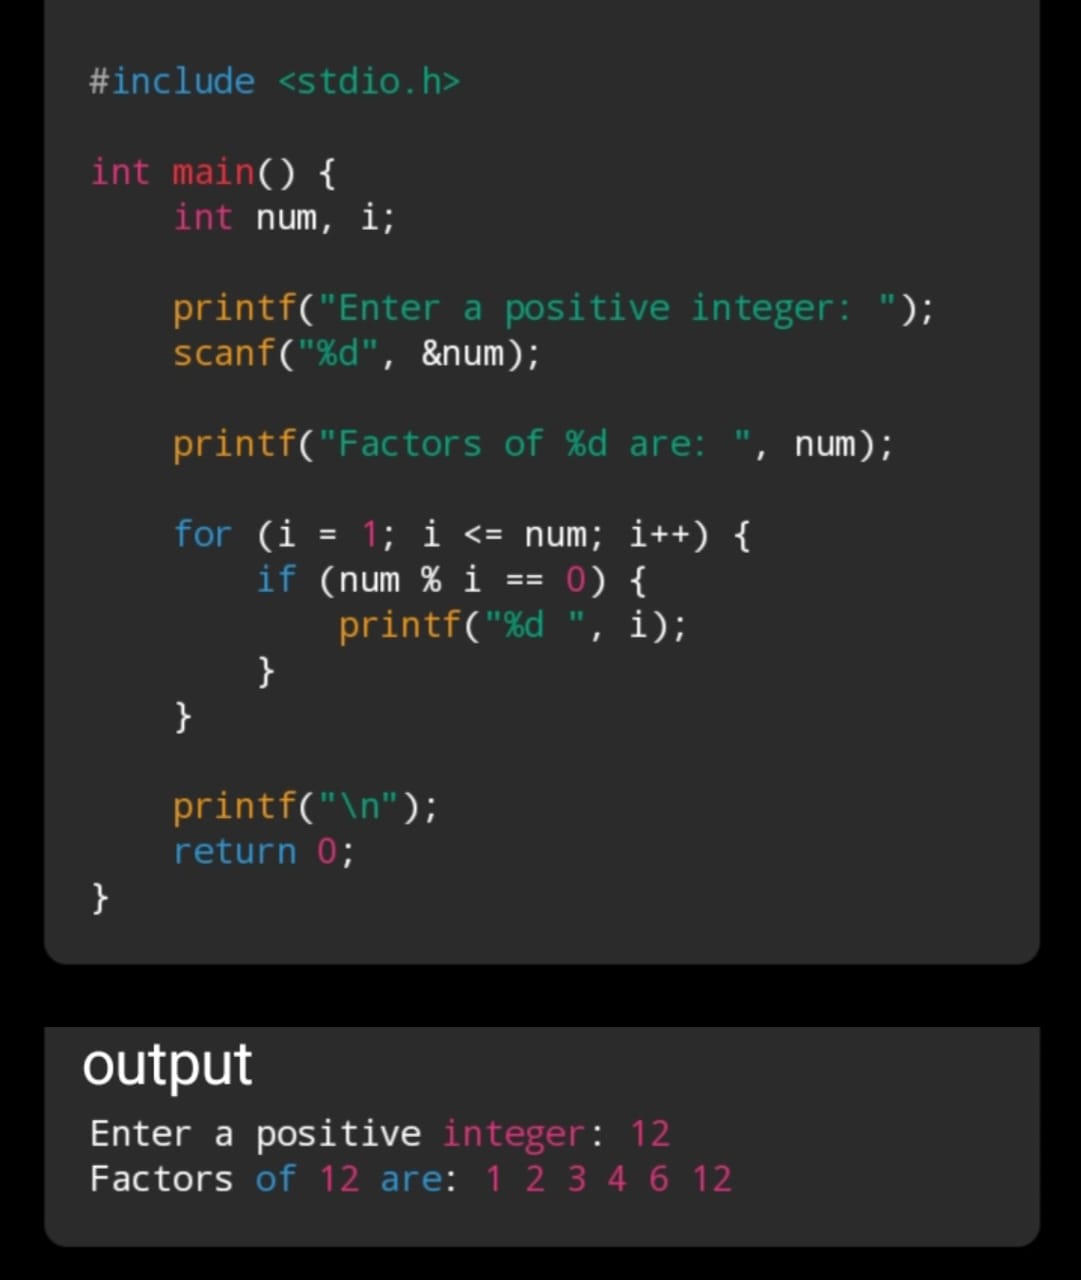 #include <stdio.h>
int main() {
int num, i;
printf("Enter a positive integer: ");
scanf("%d", &num);
printf("Factors of %d are: ", num);
for (i = 1; i <= num; i++) {
if (num % i == 0) {
printf("%d ", i);
}
}
printf("\n");
return 0;
}
output
Enter a positive integer: 12
Factors of 12 are: 1 2 3 4 6 12